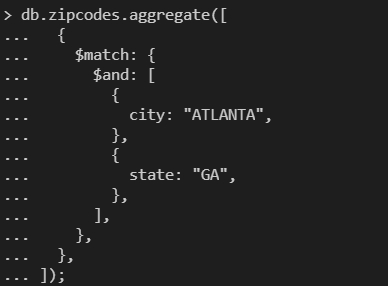 > db.zipcodes.aggregate([
...   {
...     $match: {
...       $and: [
...         {
...           city: "ATLANTA",
...         },
...         {
...           state: "GA",
...         },
...       ],
...     },
...   },
... ]);